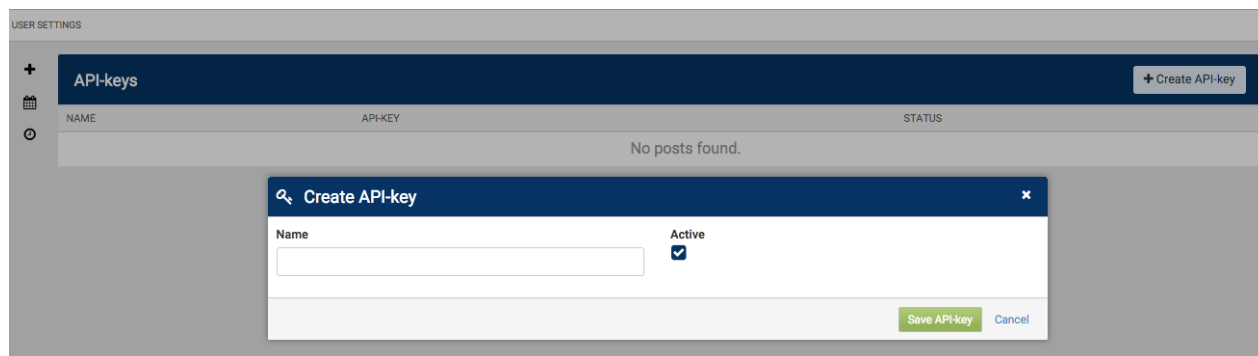 USER SETTINGS
API-keys
Create API-key
NAME API-KEY STATUS
No posts found.
Create API-key
Name Active
Save API-key Cancel